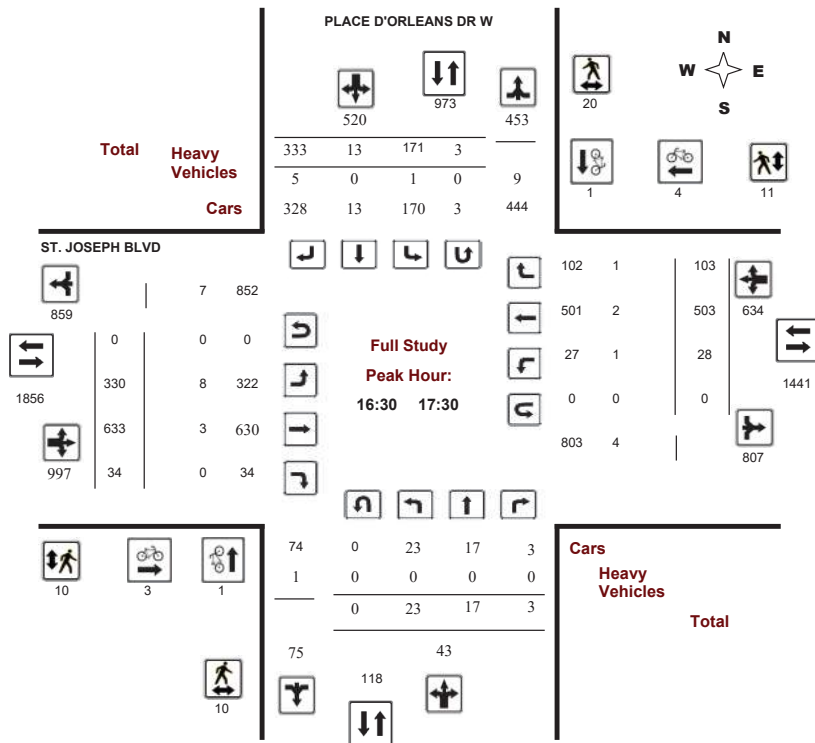 PLACE D'ORLEANS DR W
N
W E
S
973
20
520 453
Total Heavy Vehicles
333 13 171 3
5 0 1 0 9
1 4 11
Cars 328 13 170 3 444
ST. JOSEPH BLVD
102 1 103
7 852
859
501 2 503 634
0 0 0
Full Study
27 1 28
330 8 322
Peak Hour:
1856
1441
16:30 17:30
0 0 0
633 3 630
803 4
807
997 34 0 34
74 0 23 17 3 Cars
1 0 0 0 0 Heavy Vehicles
10 3 1
0 23 17 3 Total
75 43
118
10